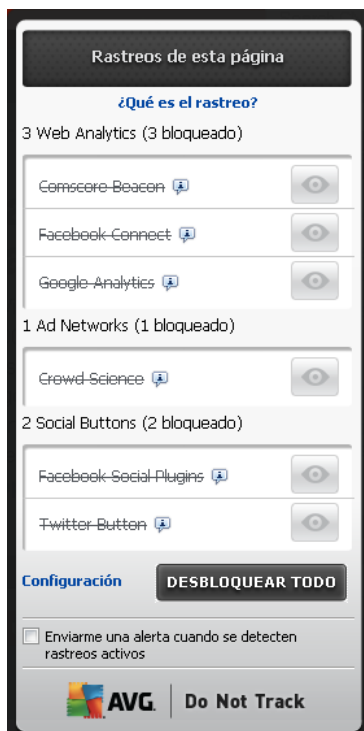 Rastreos de esta página
¿Qué es el rastreo?
3 Web Analytics (3 bloqueado)
Comscore Beacon
Facebook Connect
Google Analytics
1 Ad Networks (1 bloqueado)
Crowd Science
2 Social Buttons (2 bloqueado)
Facebook Social Plugins
Twitter Button
Configuración DESBLOQUEAR TODO
Enviarme una alerta cuando se detecten
rastreos activos
AVG. Do Not Track